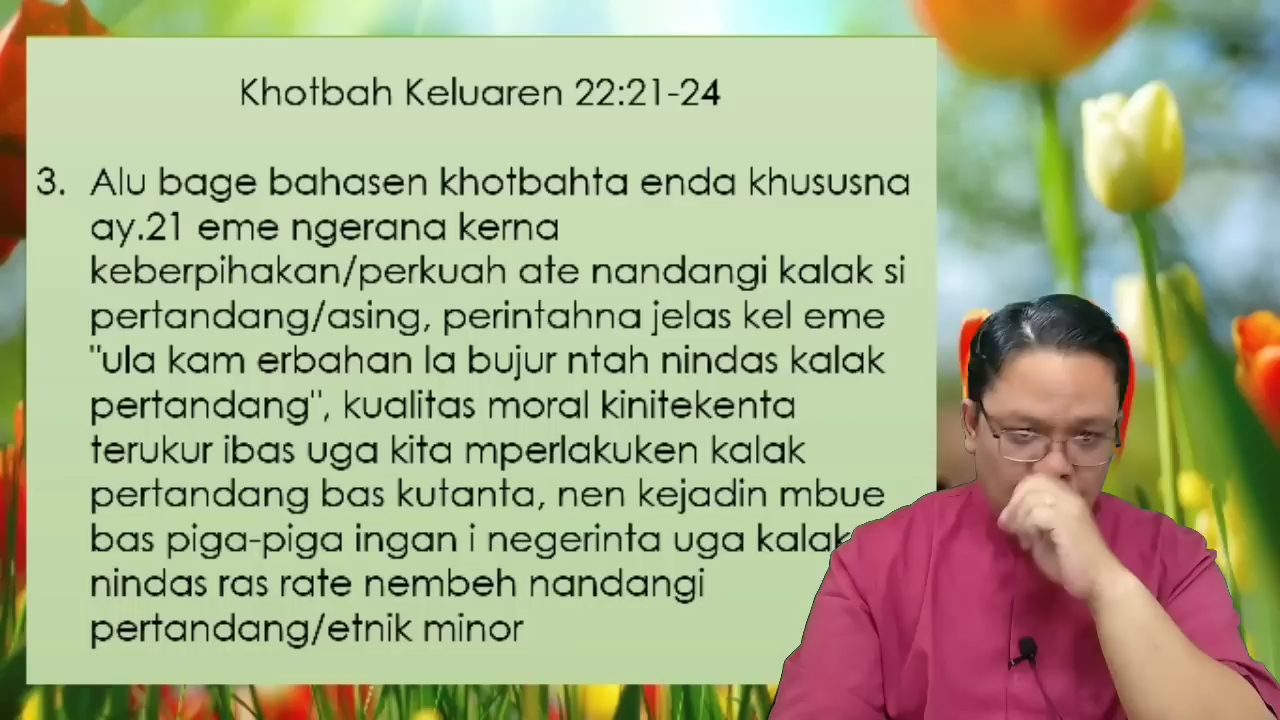 Khotbah Keluaren 22:21-24
3. Alu bage bahasen khotbahta enda khususna
ay.21 eme ngerana kerna
keberpihakan/perkuah ate nandangi kalak si
pertandang/asing, perintahna jelas kel eme
"ula kam erbahan la bujur ntah nindas kalak
pertandang", kualitas moral kinitekenta
terukur ibas uga kita mperlakuken kalak
pertandang bas kutanta, nen kejadin mbue
bas piga-piga ingan i negerinta uga kalak
nindas ras rate nembeh nandangi
pertandang/etnik minor